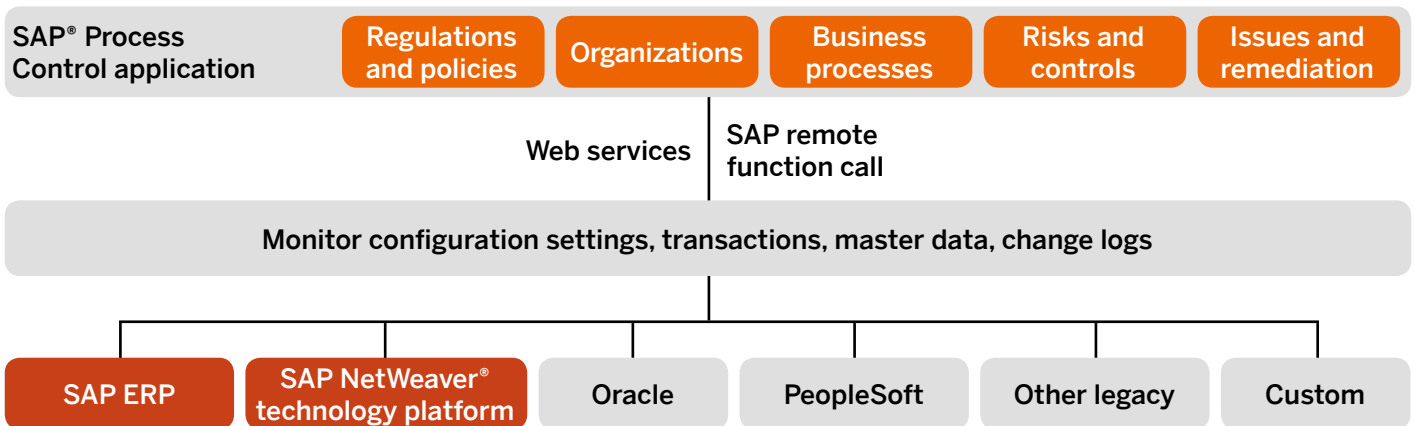 SAP® Process
Control application
Regulations
and policies
Organizations
Business
processes
Risks and
controls
Issues and
remediation
Web services
SAP remote
function call
Monitor configuration settings, transactions, master data, change logs
SAP ERP
SAP NetWeaver®
technology platform
Oracle
PeopleSoft
Other legacy
Custom